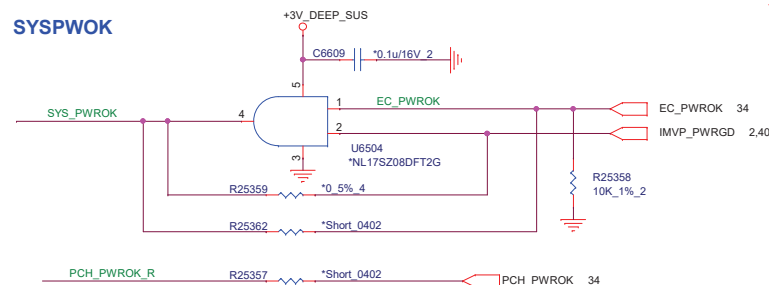 SYSPWOK
+3V_DEEP_SUS
C6609 *0.1u/16V_2
5
SYS_PWROK 4 1 EC_PWROK EC_PWROK 34
2 IMVP_PWRGD 2,40
3 U6504
*NL17SZ08DFT2G
R25358
10K_1%_2
R25359 *0_5%_4
R25362 *Short_0402
PCH_PWROK_R R25357 *Short_0402 PCH_PWROK 34